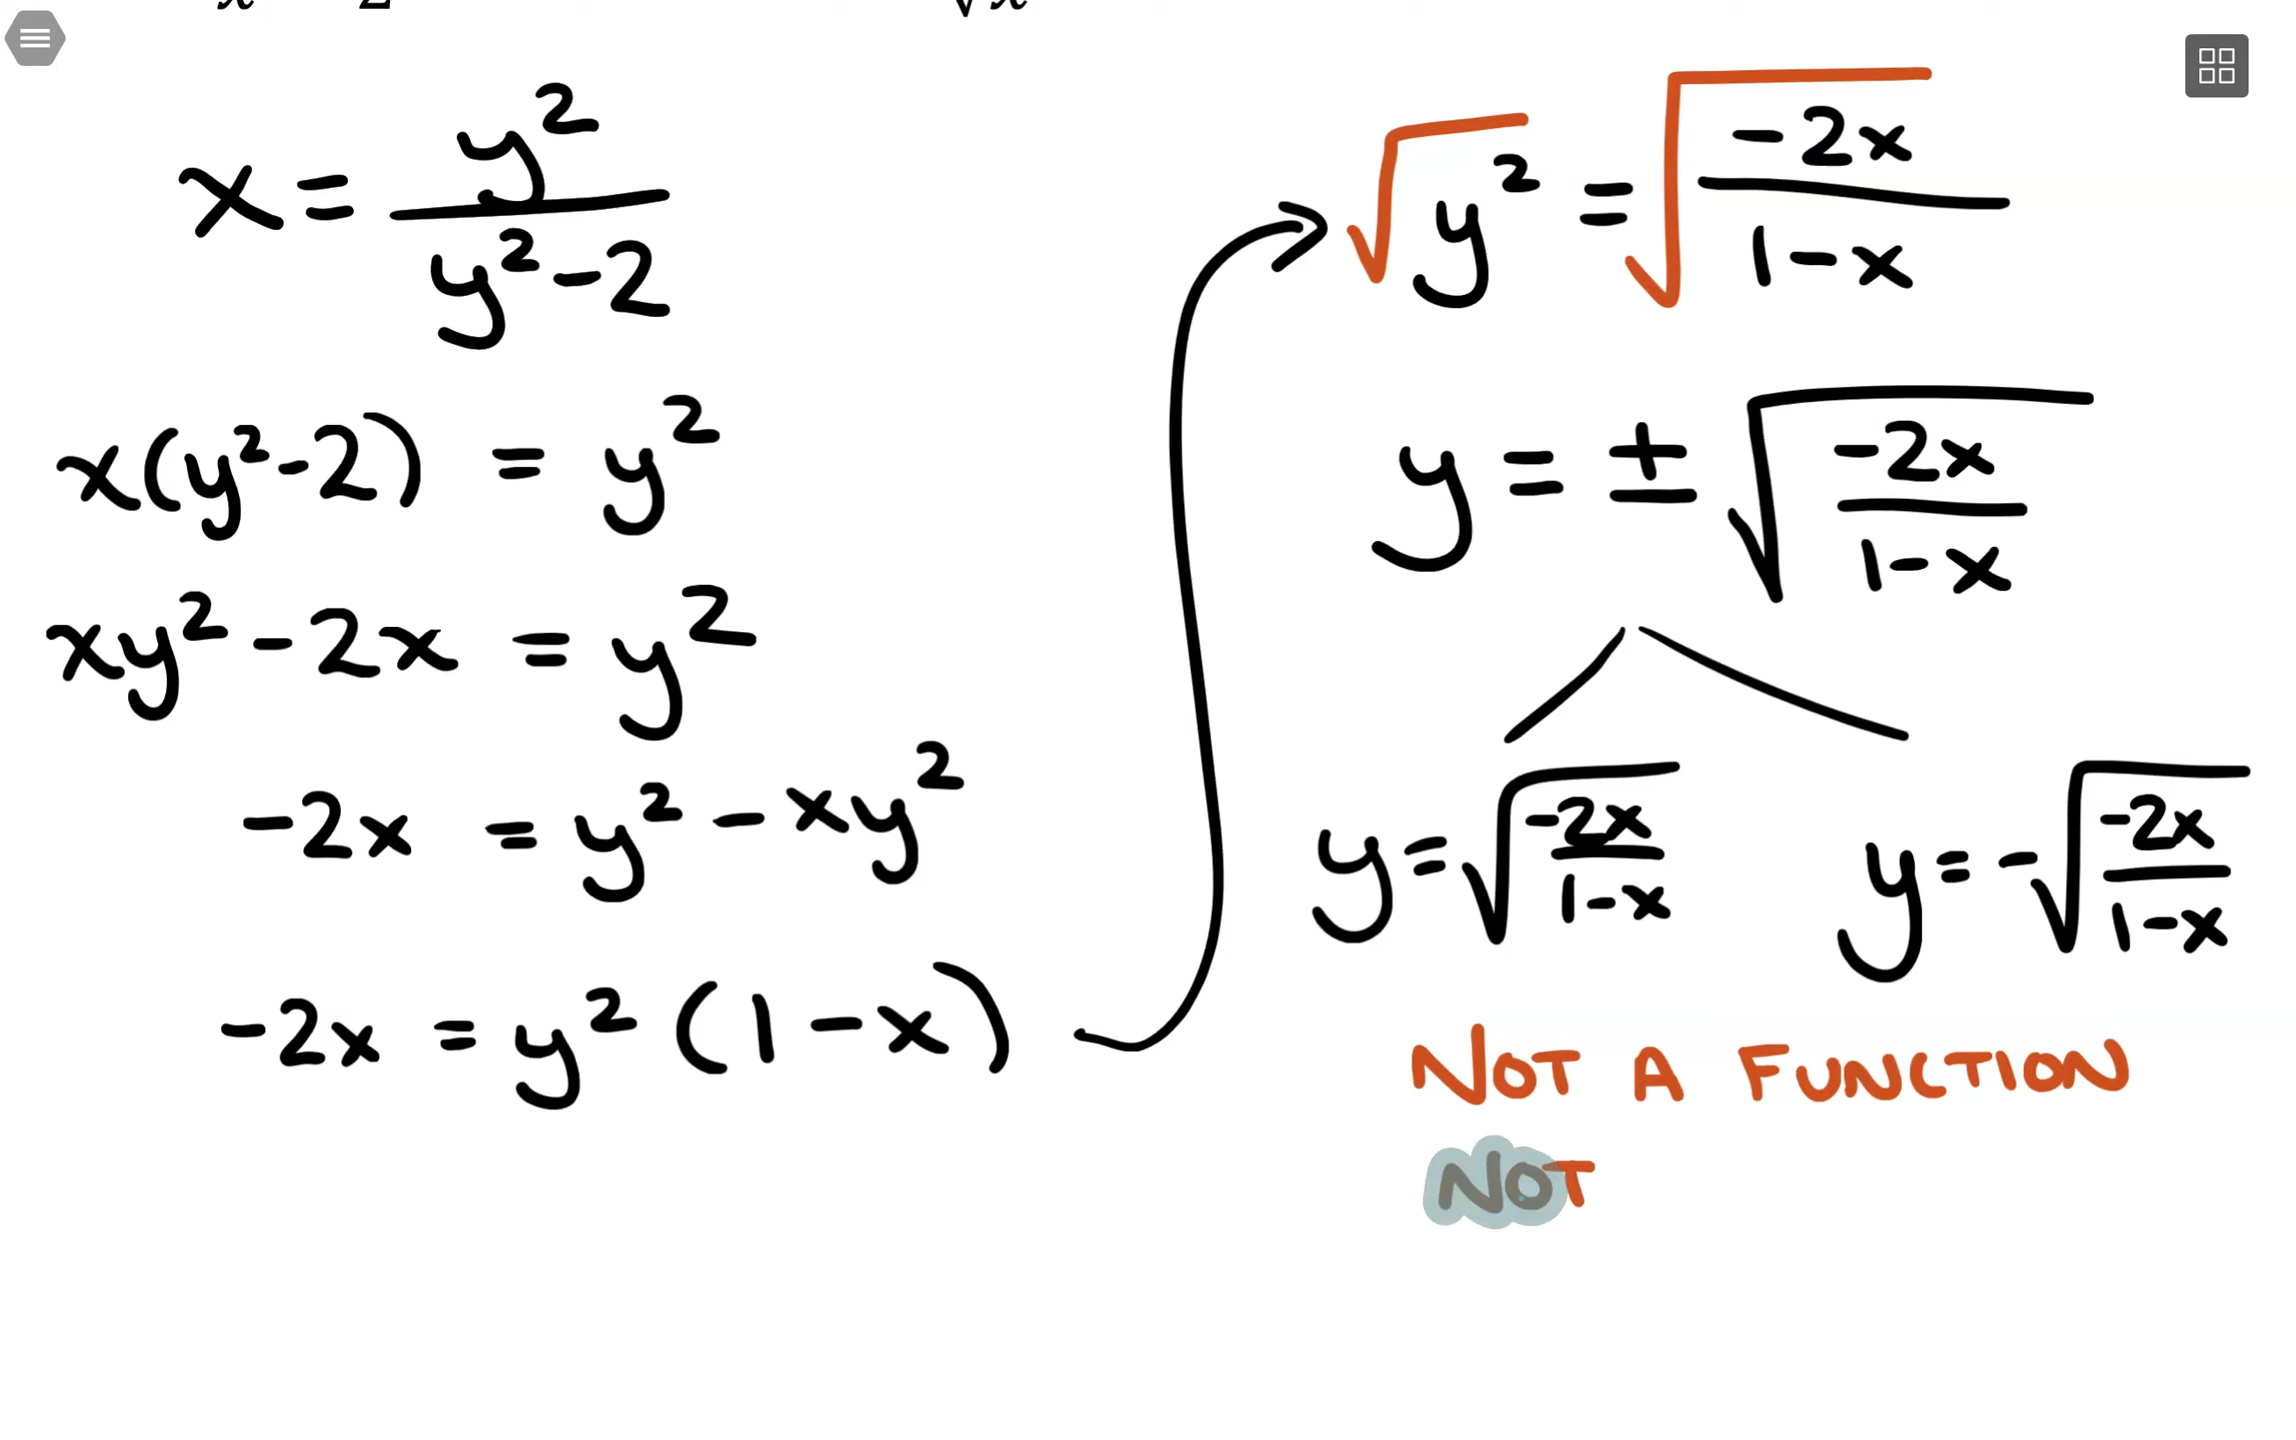 x = y²/(y²-2)
x(y²-2) = y²
xy²-2x = y²
-2x = y²-xy²
-2x = y²(1-x)
√y² = √(-2x/(1-x))
y = ±√(-2x/(1-x))
y = √(-2x/(1-x)) y = -√(-2x/(1-x))
NOT A FUNCTION
NOT